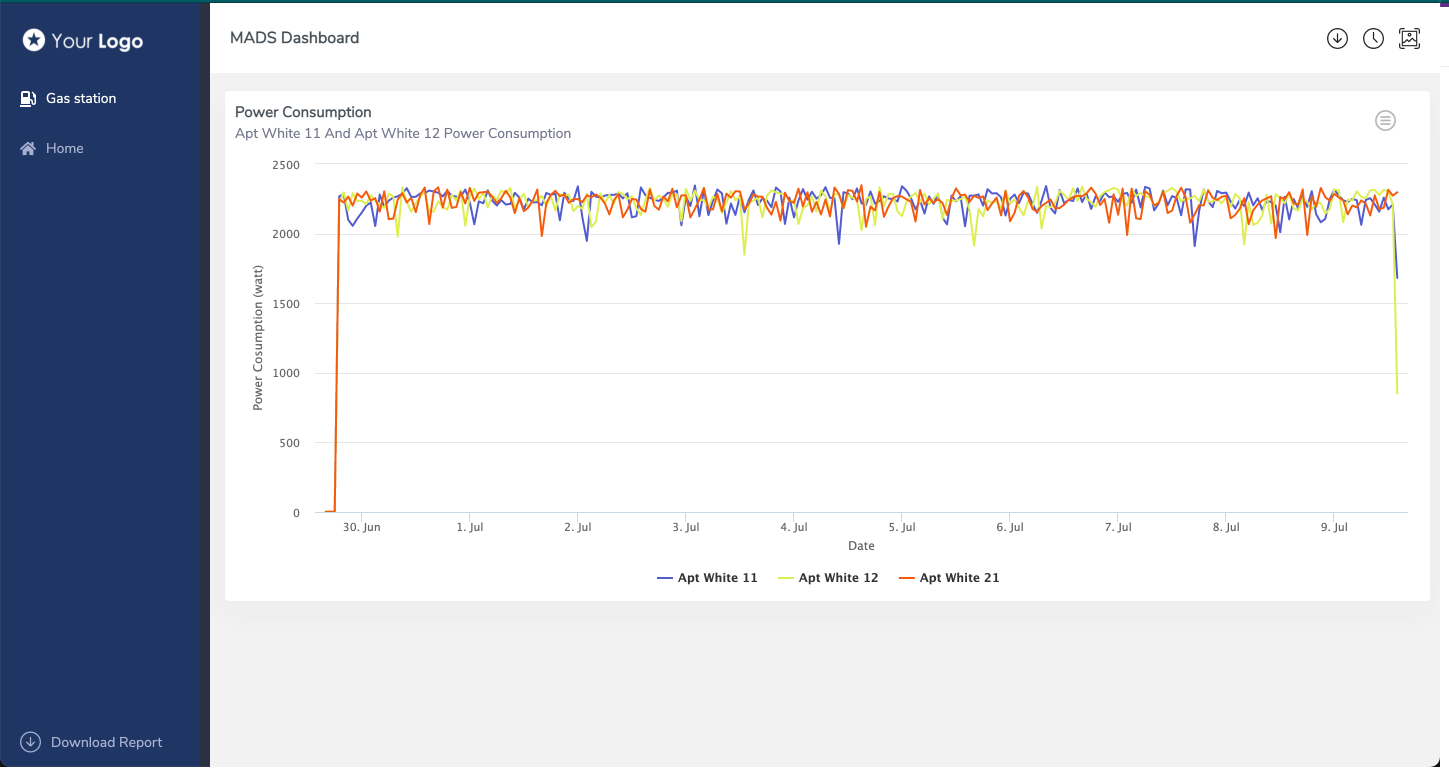 Your Logo
MADS Dashboard
Gas station
Home
Download Report
Power Consumption
Apt White 11 And Apt White 12 Power Consumption
Power Cosumption (watt)
2500
2000
1500
1000
500
0
30. Jun 1. Jul 2. Jul 3. Jul 4. Jul 5. Jul 6. Jul 7. Jul 8. Jul 9. Jul
Date
Apt White 11 Apt White 12 Apt White 21